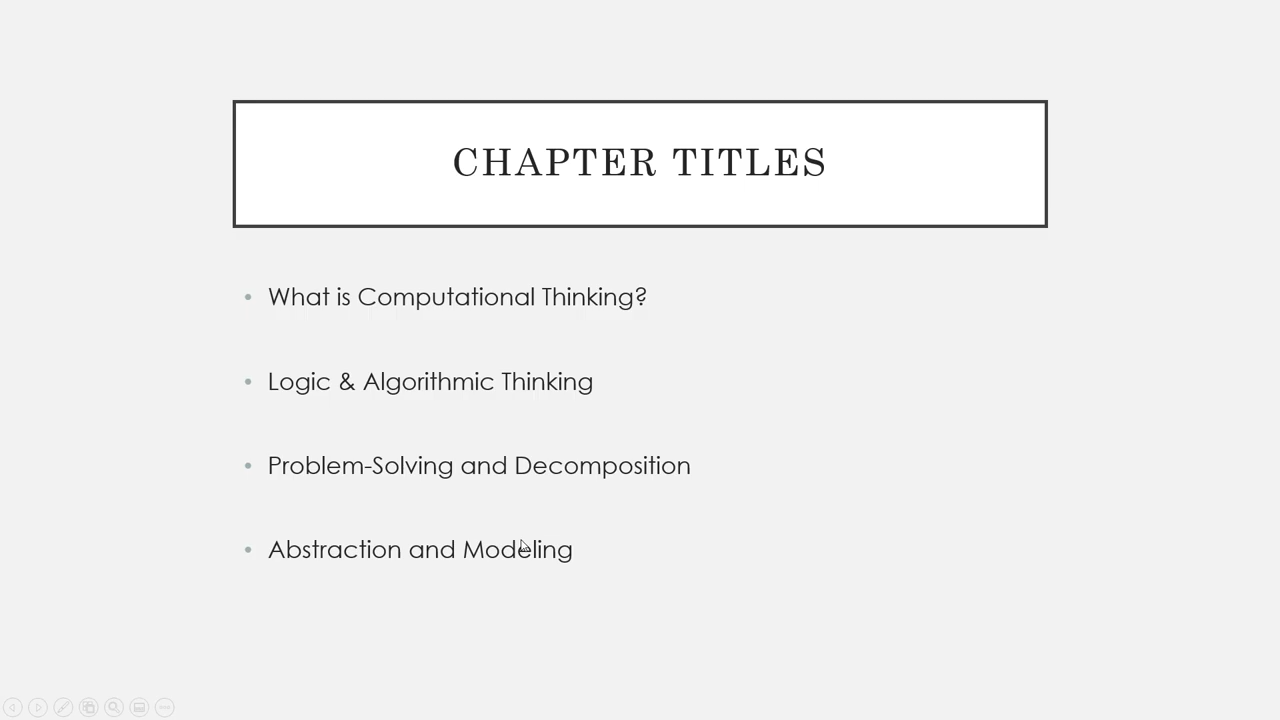 CHAPTER TITLES
• What is Computational Thinking?
• Logic & Algorithmic Thinking
• Problem-Solving and Decomposition
• Abstraction and Modeling